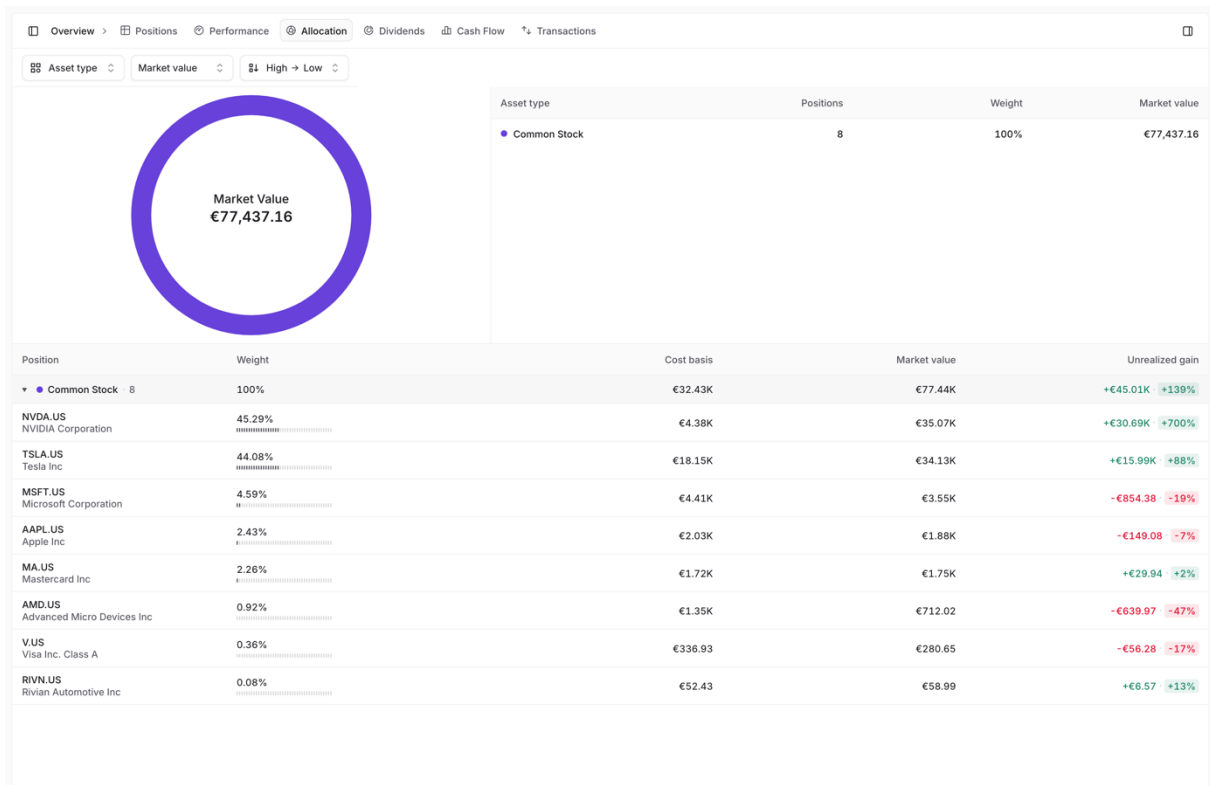 Overview > Positions Performance Allocation Dividends Cash Flow Transactions
Asset type Market value High → Low
Market Value
€77,437.16
Asset type Positions Weight Market value
Common Stock 8 100% €77,437.16
Position Weight Cost basis Market value Unrealized gain
Common Stock · 8 100% €32.43K €77.44K +€45.01K · +139%
NVDA.US
NVIDIA Corporation
45.29% €4.38K €35.07K +€30.69K · +700%
TSLA.US
Tesla Inc
44.08% €18.15K €34.13K +€15.99K · +88%
MSFT.US
Microsoft Corporation
4.59% €4.41K €3.55K -€854.38 · -19%
AAPL.US
Apple Inc
2.43% €2.03K €1.88K -€149.08 · -7%
MA.US
Mastercard Inc
2.26% €1.72K €1.75K +€29.94 · +2%
AMD.US
Advanced Micro Devices Inc
0.92% €1.35K €712.02 -€639.97 · -47%
V.US
Visa Inc. Class A
0.36% €336.93 €280.65 -€56.28 · -17%
RIVN.US
Rivian Automotive Inc
0.08% €52.43 €58.99 +€6.57 · +13%